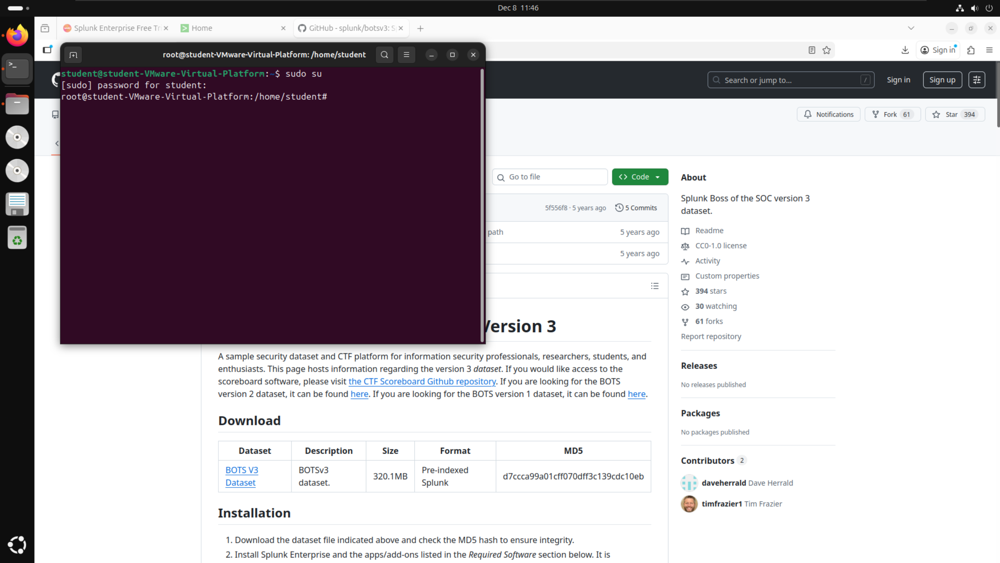 Dec 8 11:46
Splunk Enterprise Free Tri
Home
GitHub - splunk/botsv3: S
Sign in
root@student-VMware-Virtual-Platform: /home/student
student@student-VMware-Virtual-Platform:~$ sudo su
[sudo] password for student:
root@student-VMware-Virtual-Platform:/home/student#
Search or jump to...
/
Sign in
Sign up
Notifications
Fork 61
Star 394
Go to file
Code
5f556f8 · 5 years ago
5 Commits
path
5 years ago
5 years ago
Version 3
A sample security dataset and CTF platform for information security professionals, researchers, students, and
enthusiasts. This page hosts information regarding the version 3 dataset. If you would like access to the
scoreboard software, please visit the CTF Scoreboard Github repository. If you are looking for the BOTS
version 2 dataset, it can be found here. If you are looking for the BOTS version 1 dataset, it can be found here.
Download
Dataset Description Size Format MD5
BOTS V3 Dataset
BOTSv3 dataset.
320.1MB
Pre-indexed Splunk
d7ccca99a01cff070dff3c139cdc10eb
Installation
1. Download the dataset file indicated above and check the MD5 hash to ensure integrity.
2. Install Splunk Enterprise and the apps/add-ons listed in the Required Software section below. It is
About
Splunk Boss of the SOC version 3
dataset.
Readme
CC0-1.0 license
Activity
Custom properties
394 stars
30 watching
61 forks
Report repository
Releases
No releases published
Packages
No packages published
Contributors 2
daveherrald Dave Herrald
timfrazier1 Tim Frazier